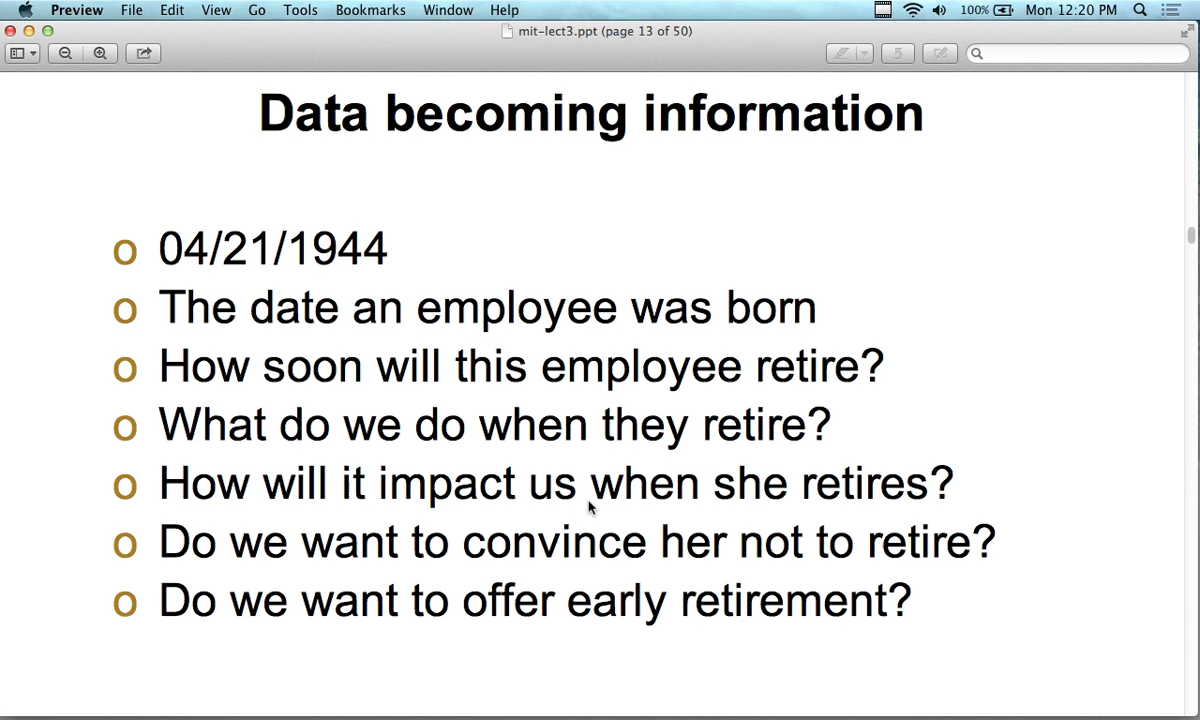 Preview File Edit View Go Tools Bookmarks Window Help 100% Mon 12:20 PM
mit-lect3.ppt (page 13 of 50)
Data becoming information
o 04/21/1944
o The date an employee was born
o How soon will this employee retire?
o What do we do when they retire?
o How will it impact us when she retires?
o Do we want to convince her not to retire?
o Do we want to offer early retirement?